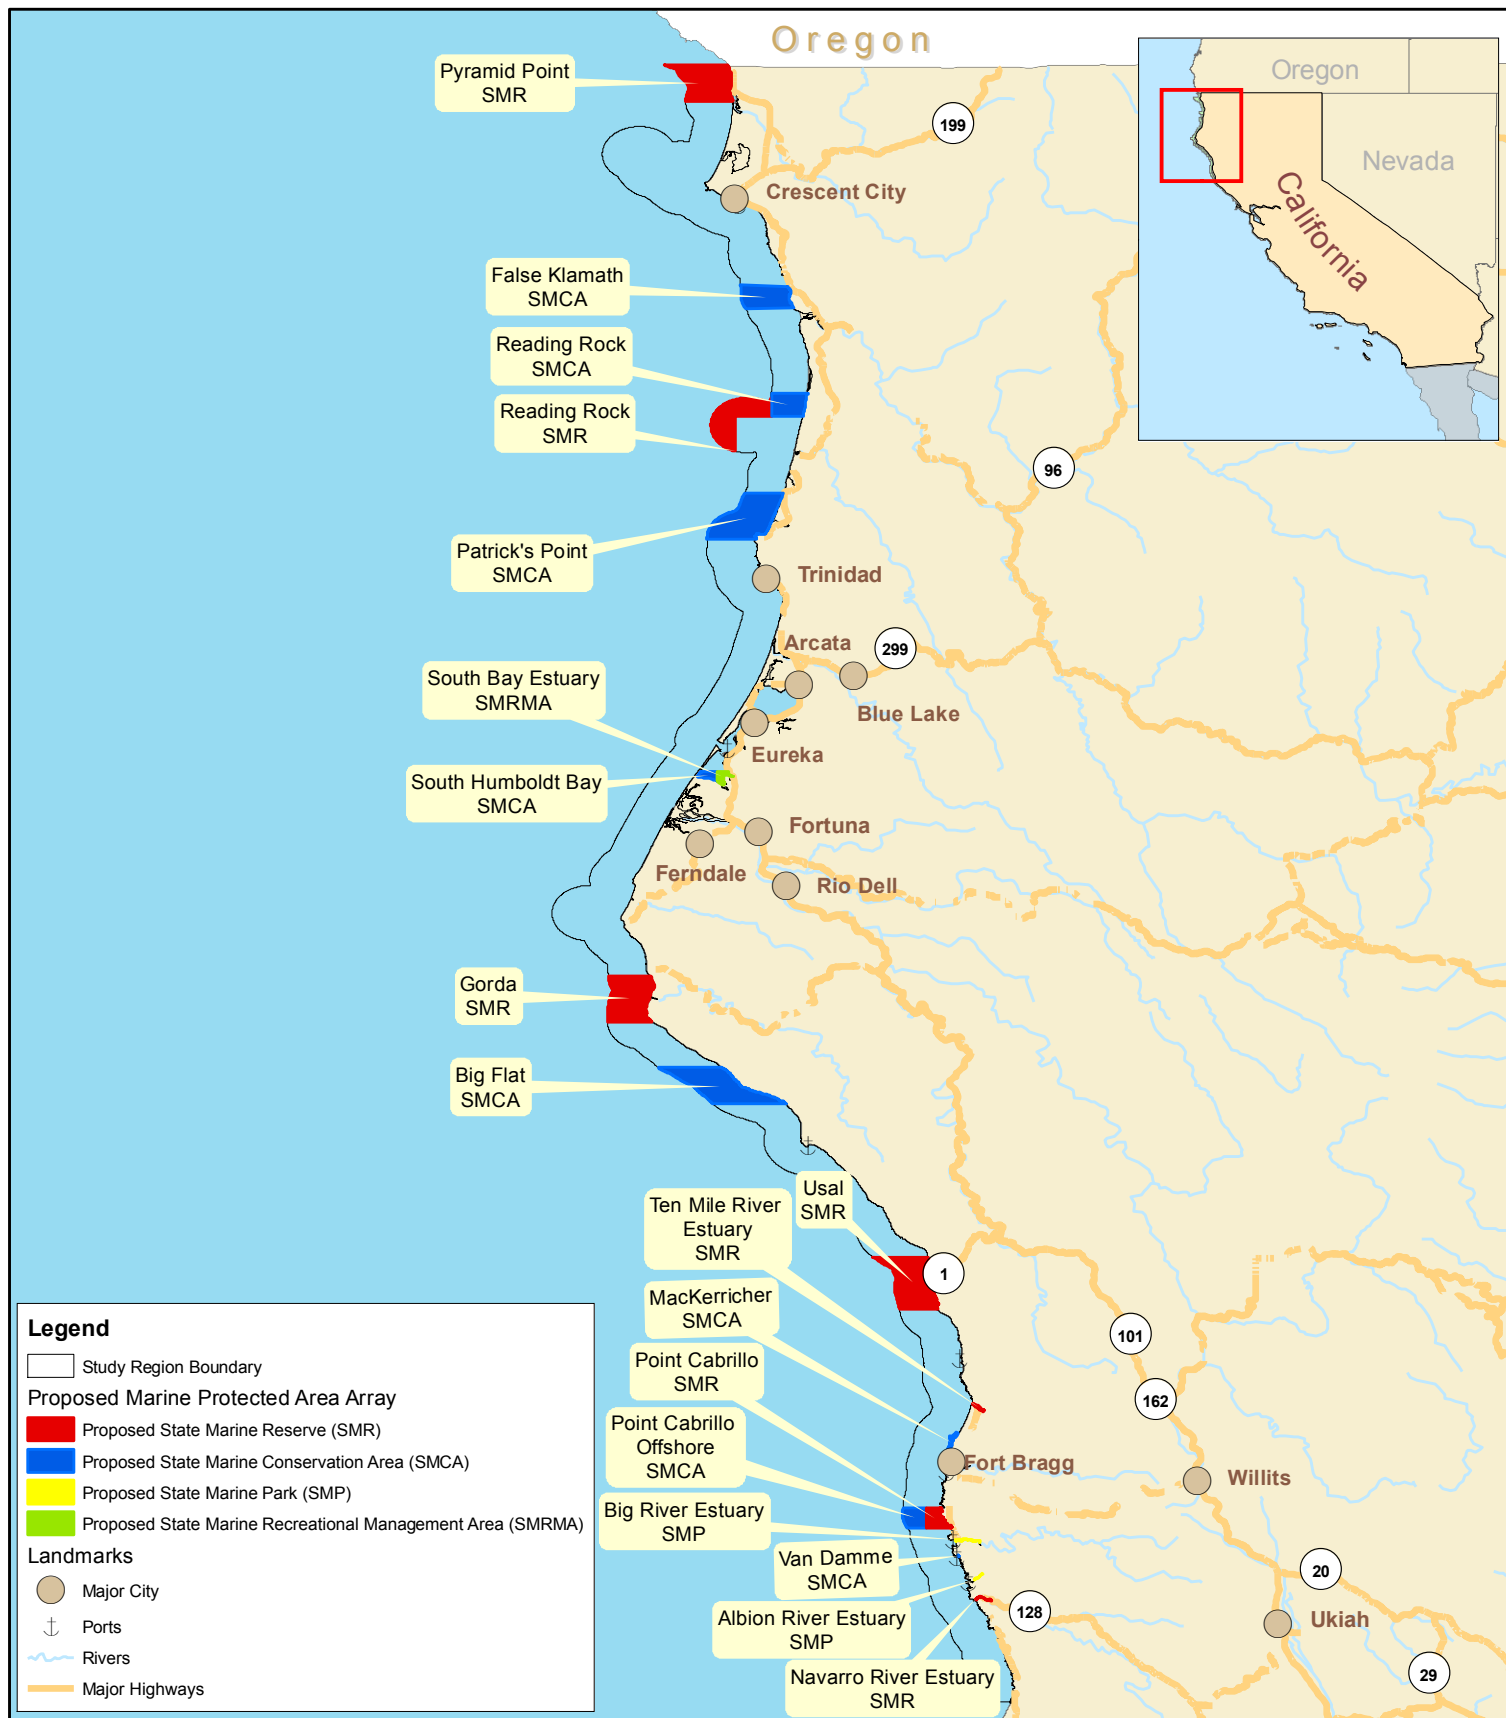 Oregon
Pyramid Point
SMR
199
Crescent City
False Klamath
SMCA
Reading Rock
SMCA
Reading Rock
SMR
96
Patrick's Point
SMCA
Trinidad
Arcata
299
South Bay Estuary
SMRMA
Blue Lake
Eureka
South Humboldt Bay
SMCA
Fortuna
Ferndale
Rio Dell
Gorda
SMR
Big Flat
SMCA
Usal
SMR
Ten Mile River
Estuary
SMR
1
MacKerricher
SMCA
101
Point Cabrillo
SMR
162
Point Cabrillo
Offshore
SMCA
Fort Bragg
Willits
Big River Estuary
SMP
Van Damme
SMCA
20
128
Albion River Estuary
SMP
Ukiah
Navarro River Estuary
SMR
29
Oregon
Nevada
California
Legend
Study Region Boundary
Proposed Marine Protected Area Array
Proposed State Marine Reserve (SMR)
Proposed State Marine Conservation Area (SMCA)
Proposed State Marine Park (SMP)
Proposed State Marine Recreational Management Area (SMRMA)
Landmarks
Major City
Ports
Rivers
Major Highways